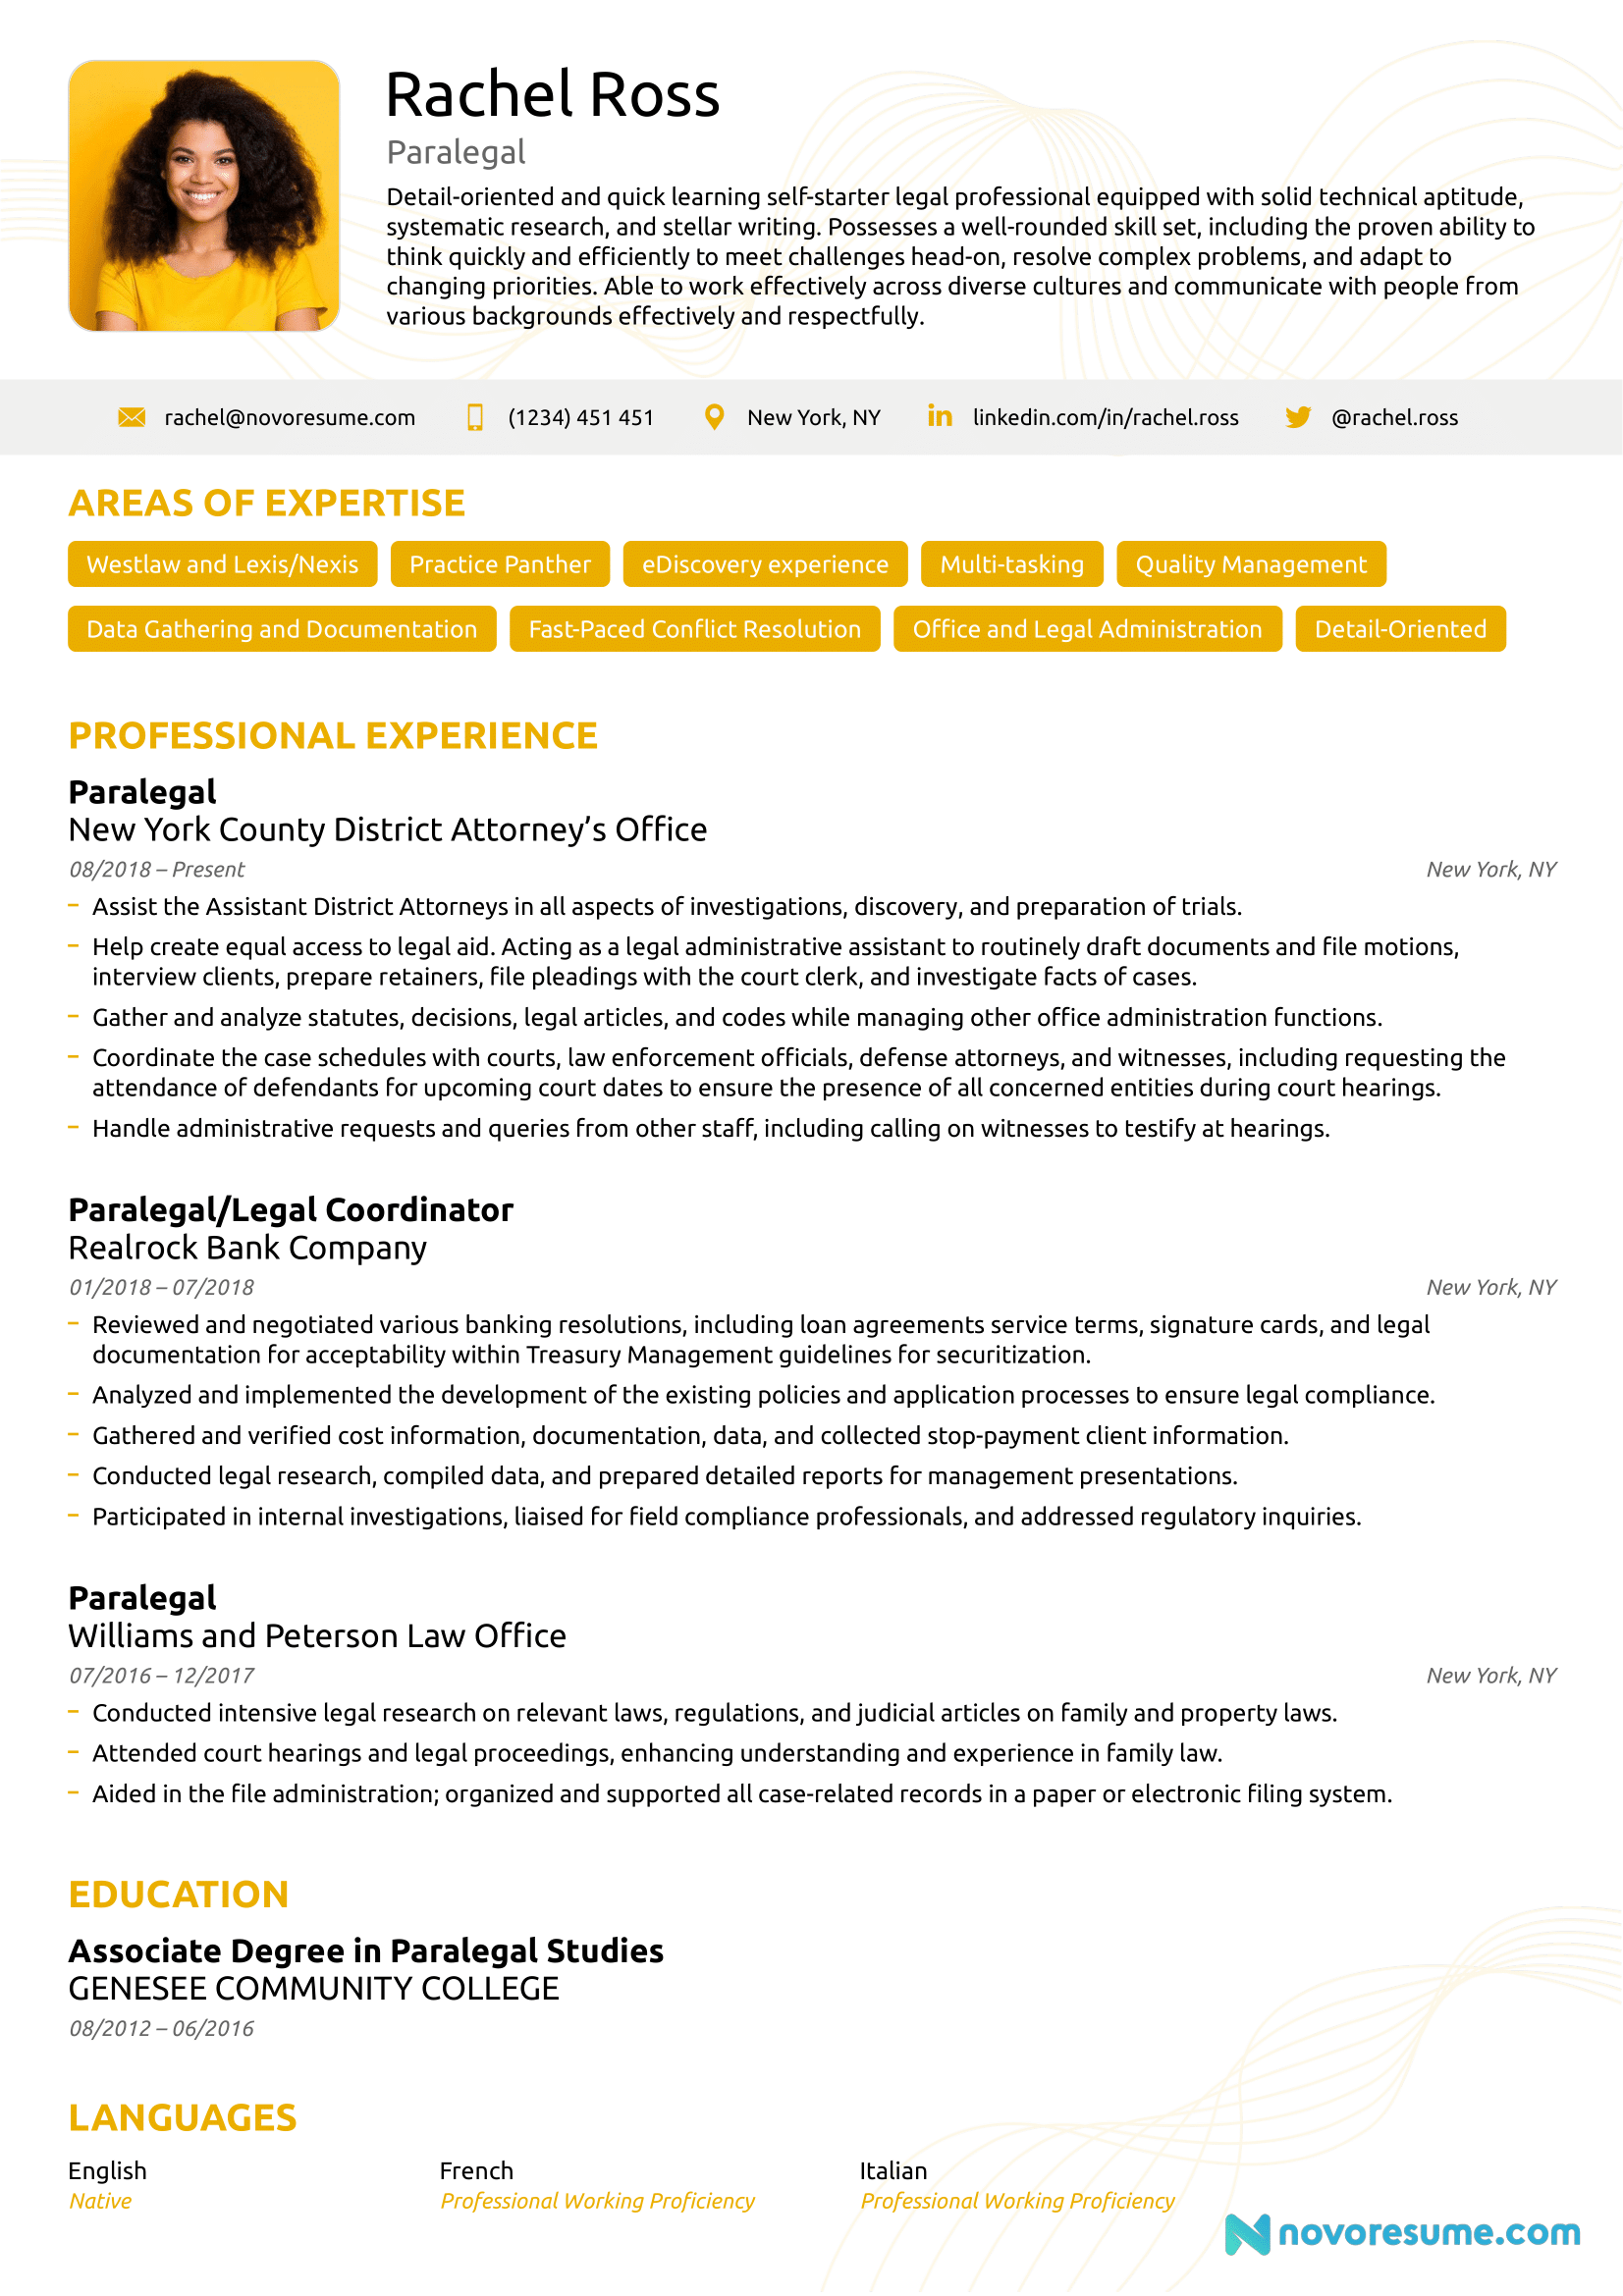 Rachel Ross
Paralegal
Detail-oriented and quick learning self-starter legal professional equipped with solid technical aptitude,
systematic research, and stellar writing. Possesses a well-rounded skill set, including the proven ability to
think quickly and efficiently to meet challenges head-on, resolve complex problems, and adapt to
changing priorities. Able to work effectively across diverse cultures and communicate with people from
various backgrounds effectively and respectfully.
rachel@novoresume.com (1234) 451 451 New York, NY linkedin.com/in/rachel.ross @rachel.ross
AREAS OF EXPERTISE
Westlaw and Lexis/Nexis Practice Panther eDiscovery experience Multi-tasking Quality Management
Data Gathering and Documentation Fast-Paced Conflict Resolution Office and Legal Administration Detail-Oriented
PROFESSIONAL EXPERIENCE
Paralegal
New York County District Attorney’s Office
08/2018 – Present New York, NY
– Assist the Assistant District Attorneys in all aspects of investigations, discovery, and preparation of trials.
– Help create equal access to legal aid. Acting as a legal administrative assistant to routinely draft documents and file motions,
interview clients, prepare retainers, file pleadings with the court clerk, and investigate facts of cases.
– Gather and analyze statutes, decisions, legal articles, and codes while managing other office administration functions.
– Coordinate the case schedules with courts, law enforcement officials, defense attorneys, and witnesses, including requesting the
attendance of defendants for upcoming court dates to ensure the presence of all concerned entities during court hearings.
– Handle administrative requests and queries from other staff, including calling on witnesses to testify at hearings.
Paralegal/Legal Coordinator
Realrock Bank Company
01/2018 – 07/2018 New York, NY
– Reviewed and negotiated various banking resolutions, including loan agreements service terms, signature cards, and legal
documentation for acceptability within Treasury Management guidelines for securitization.
– Analyzed and implemented the development of the existing policies and application processes to ensure legal compliance.
– Gathered and verified cost information, documentation, data, and collected stop-payment client information.
– Conducted legal research, compiled data, and prepared detailed reports for management presentations.
– Participated in internal investigations, liaised for field compliance professionals, and addressed regulatory inquiries.
Paralegal
Williams and Peterson Law Office
07/2016 – 12/2017 New York, NY
– Conducted intensive legal research on relevant laws, regulations, and judicial articles on family and property laws.
– Attended court hearings and legal proceedings, enhancing understanding and experience in family law.
– Aided in the file administration; organized and supported all case-related records in a paper or electronic filing system.
EDUCATION
Associate Degree in Paralegal Studies
GENESEE COMMUNITY COLLEGE
08/2012 – 06/2016
LANGUAGES
English French Italian
Native Professional Working Proficiency Professional Working Proficiency
novoresume.com